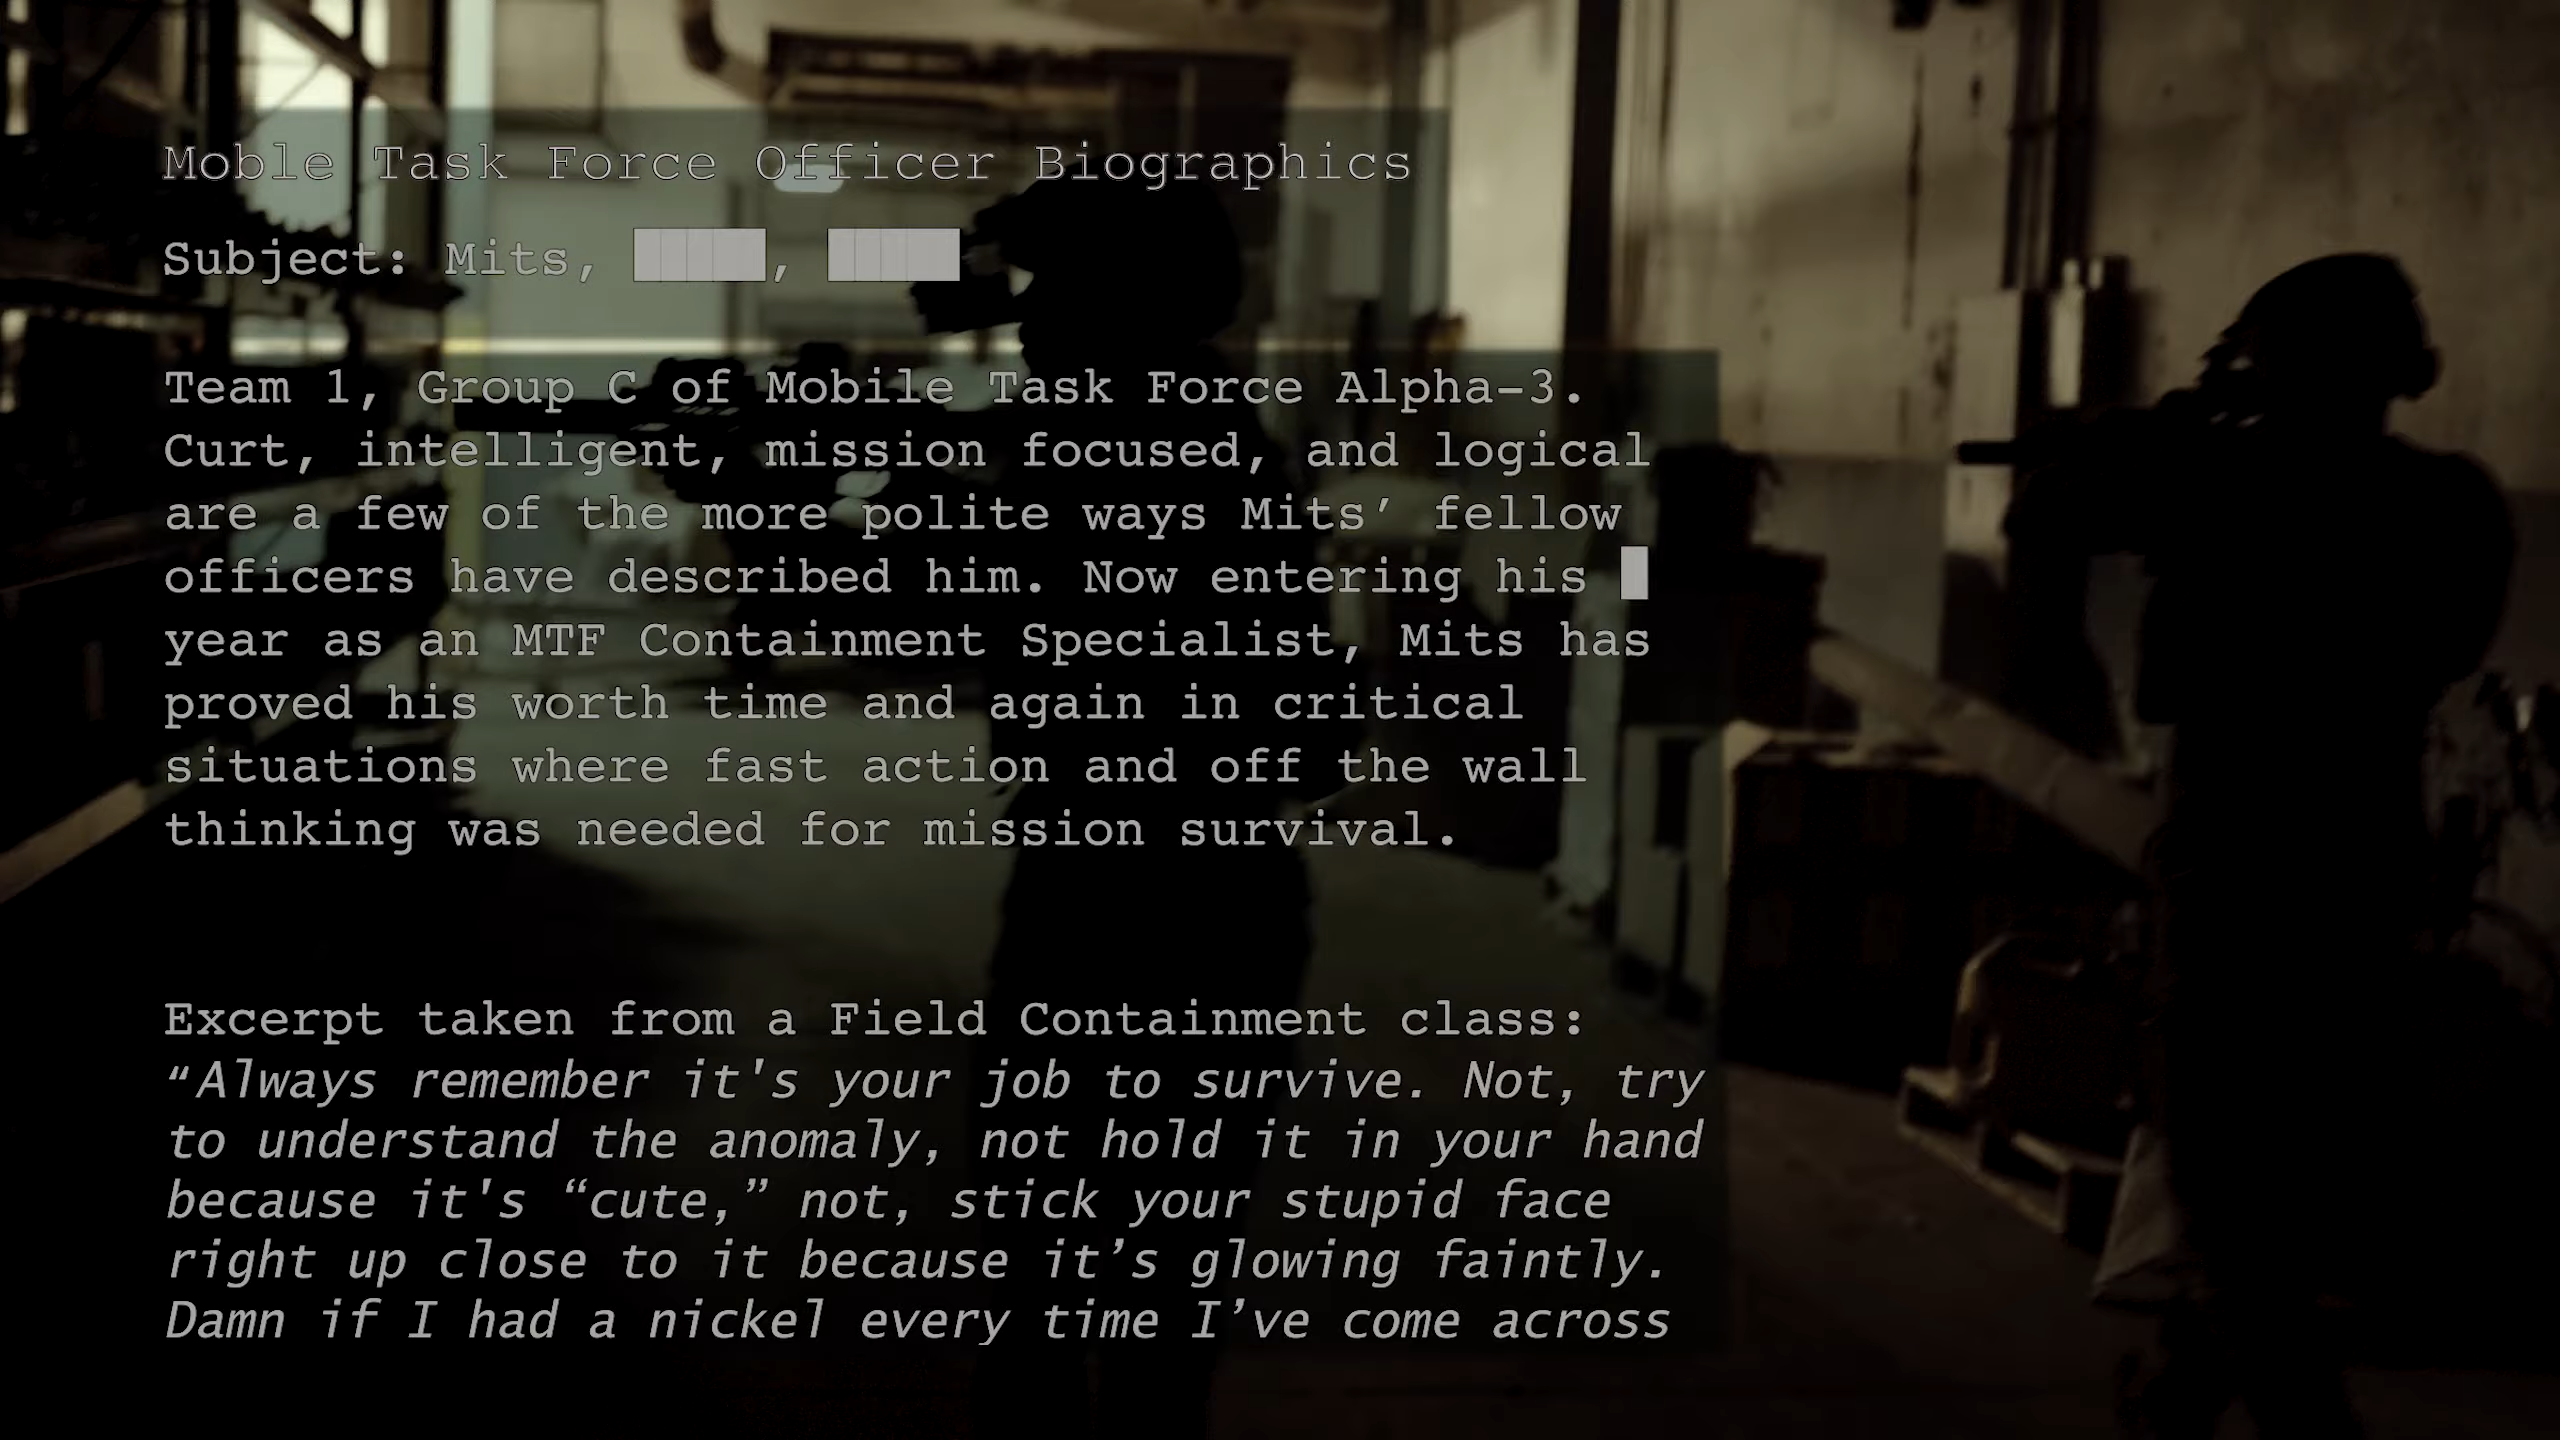 Moble Task Force Officer Biographics
Subject: Mits, █████, █████
Team 1, Group C of Mobile Task Force Alpha-3.
Curt, intelligent, mission focused, and logical
are a few of the more polite ways Mits’ fellow
officers have described him. Now entering his █
year as an MTF Containment Specialist, Mits has
proved his worth time and again in critical
situations where fast action and off the wall
thinking was needed for mission survival.
Excerpt taken from a Field Containment class:
“Always remember it's your job to survive. Not, try
to understand the anomaly, not hold it in your hand
because it's “cute,” not, stick your stupid face
right up close to it because it’s glowing faintly.
Damn if I had a nickel every time I’ve come across